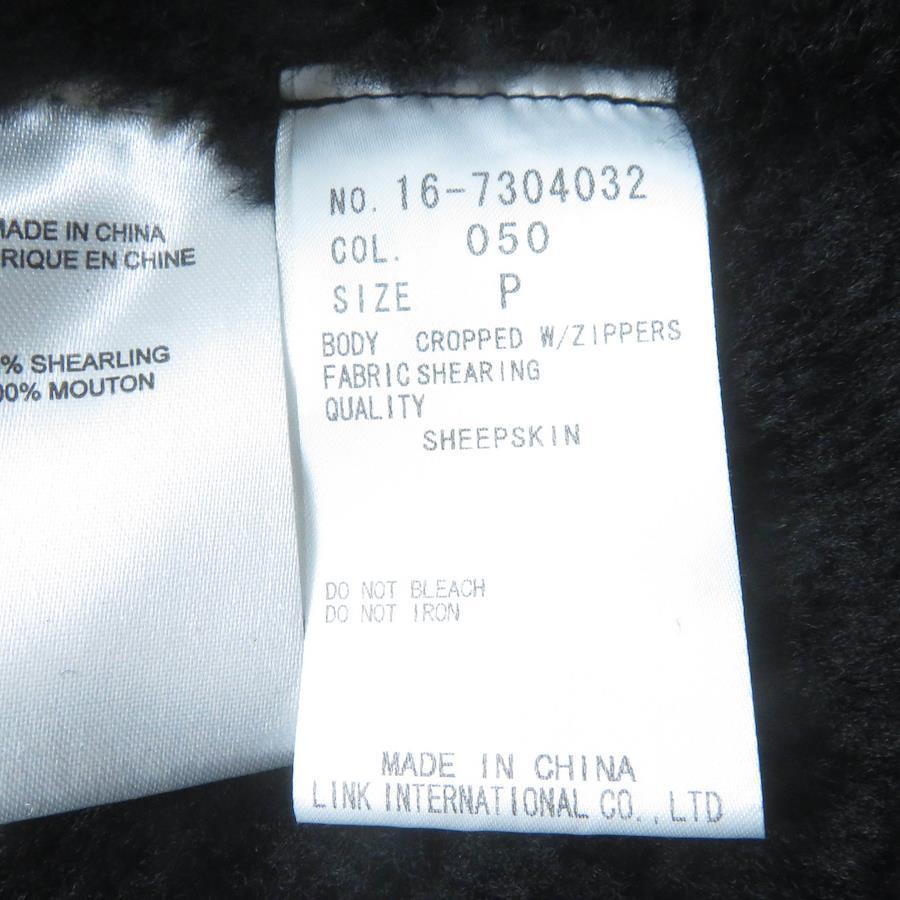 MADE IN CHINA
RIQUE EN CHINE
% SHEARLING
00% MOUTON
NO. 16-7304032
COL. 050
SIZE P
BODY CROPPED W/ZIPPERS
FABRIC SHEARING
QUALITY
SHEEPSKIN
DO NOT BLEACH
DO NOT IRON
MADE IN CHINA
LINK INTERNATIONAL CO., LTD